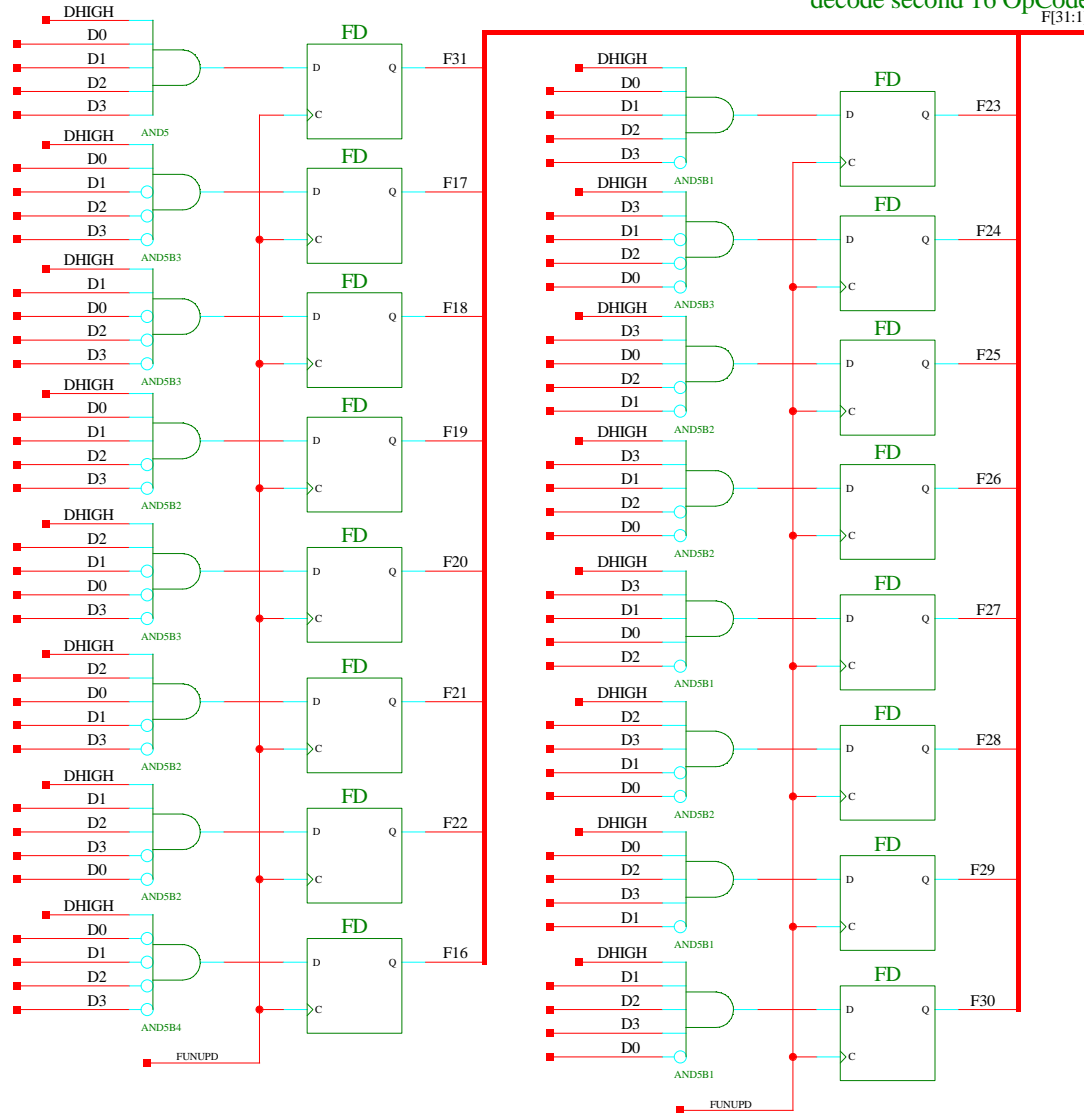 decode second 16 OpCode
F[31:1
DHIGH
D0
D1
D2
D3
AND5
FD
D
Q
C
F31
DHIGH
D0
D1
D2
D3
AND5B3
FD
D
Q
C
F17
DHIGH
D1
D0
D2
D3
AND5B3
FD
D
Q
C
F18
DHIGH
D0
D1
D2
D3
AND5B2
FD
D
Q
C
F19
DHIGH
D2
D1
D0
D3
AND5B3
FD
D
Q
C
F20
DHIGH
D2
D0
D1
D3
AND5B2
FD
D
Q
C
F21
DHIGH
D1
D2
D3
D0
AND5B2
FD
D
Q
C
F22
DHIGH
D0
D1
D2
D3
AND5B4
FD
D
Q
C
F16
FUNUPD
DHIGH
D0
D1
D2
D3
AND5B1
FD
D
Q
C
F23
DHIGH
D3
D1
D2
D0
AND5B3
FD
D
Q
C
F24
DHIGH
D3
D0
D2
D1
AND5B2
FD
D
Q
C
F25
DHIGH
D3
D1
D2
D0
AND5B2
FD
D
Q
C
F26
DHIGH
D3
D1
D0
D2
AND5B1
FD
D
Q
C
F27
DHIGH
D2
D3
D1
D0
AND5B2
FD
D
Q
C
F28
DHIGH
D0
D2
D3
D1
AND5B1
FD
D
Q
C
F29
DHIGH
D1
D2
D3
D0
AND5B1
FD
D
Q
C
F30
FUNUPD